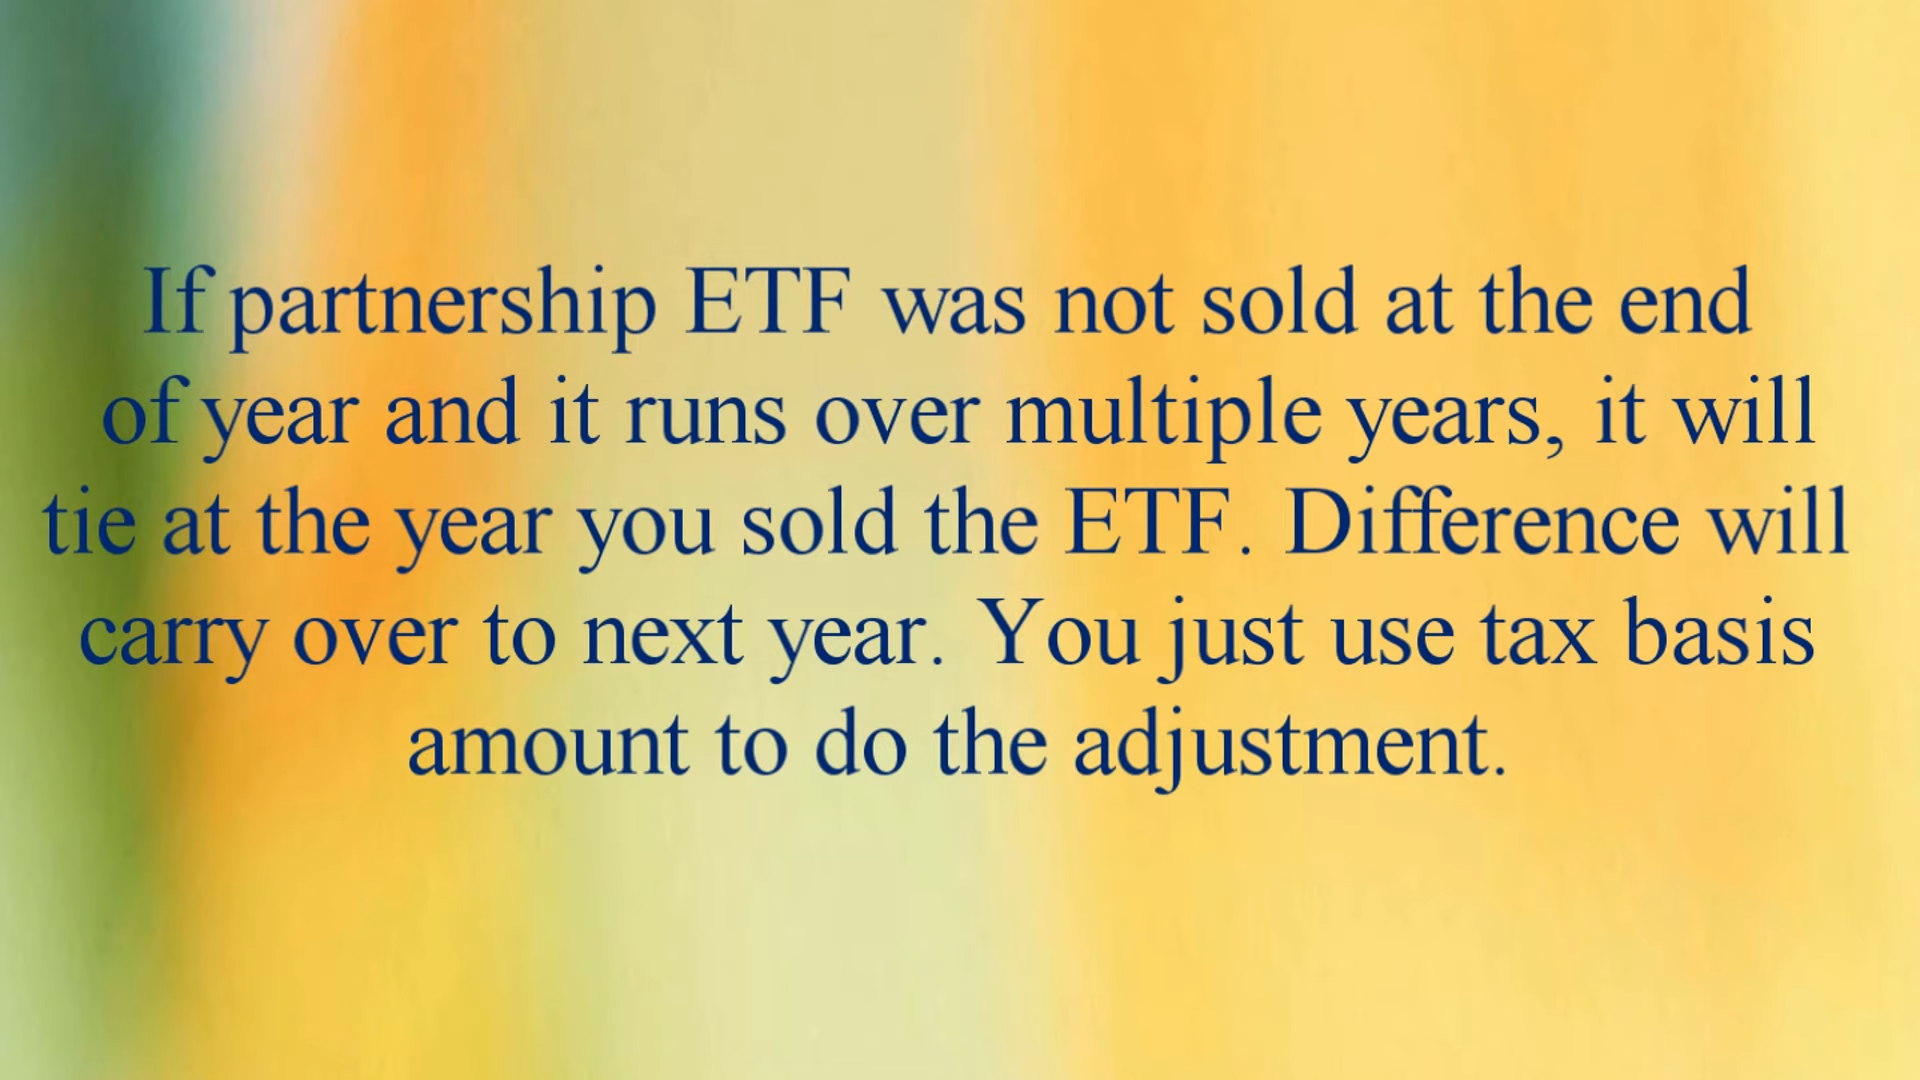 If partnership ETF was not sold at the end
of year and it runs over multiple years, it will
tie at the year you sold the ETF. Difference will
carry over to next year. You just use tax basis
amount to do the adjustment.